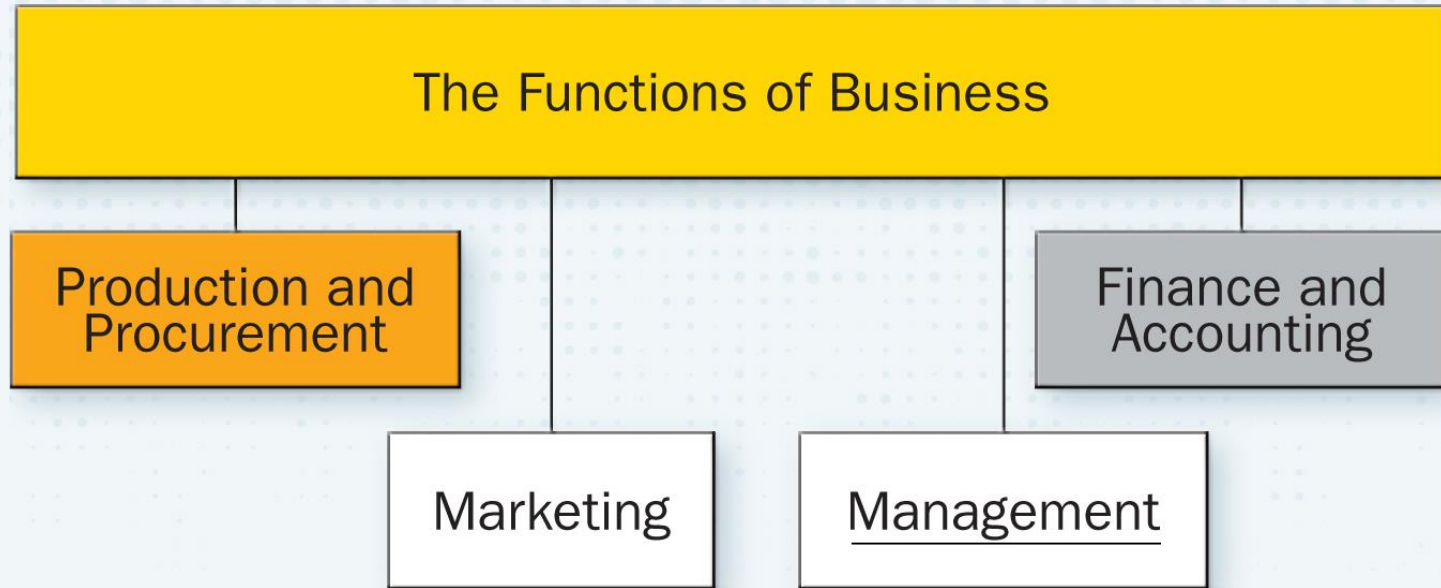 The Functions of Business
Production and
Procurement
Finance and
Accounting
Marketing
Management